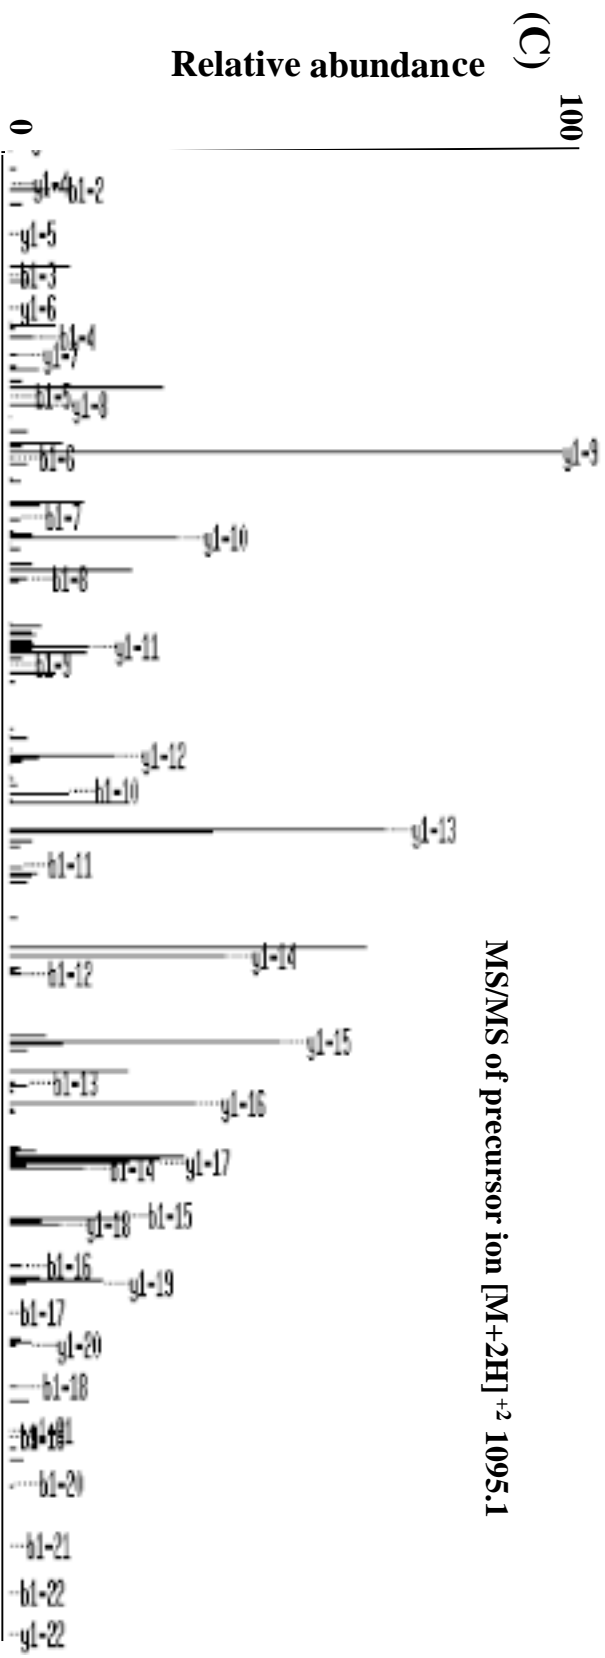 (C)
Relative abundance
100
0
MS/MS of precursor ion [M+2H]⁺² 1095.1
y1-4
b1-2
y1-5
b1-3
y1-6
b1-4
y1-7
b1-5
y1-8
b1-6
y1-9
b1-7
y1-10
b1-8
y1-11
b1-9
y1-12
b1-10
y1-13
b1-11
y1-14
b1-12
y1-15
b1-13
y1-16
b1-14
y1-17
b1-15
y1-18
b1-16
y1-19
b1-17
y1-20
b1-18
b1-20
b1-21
b1-22
y1-22